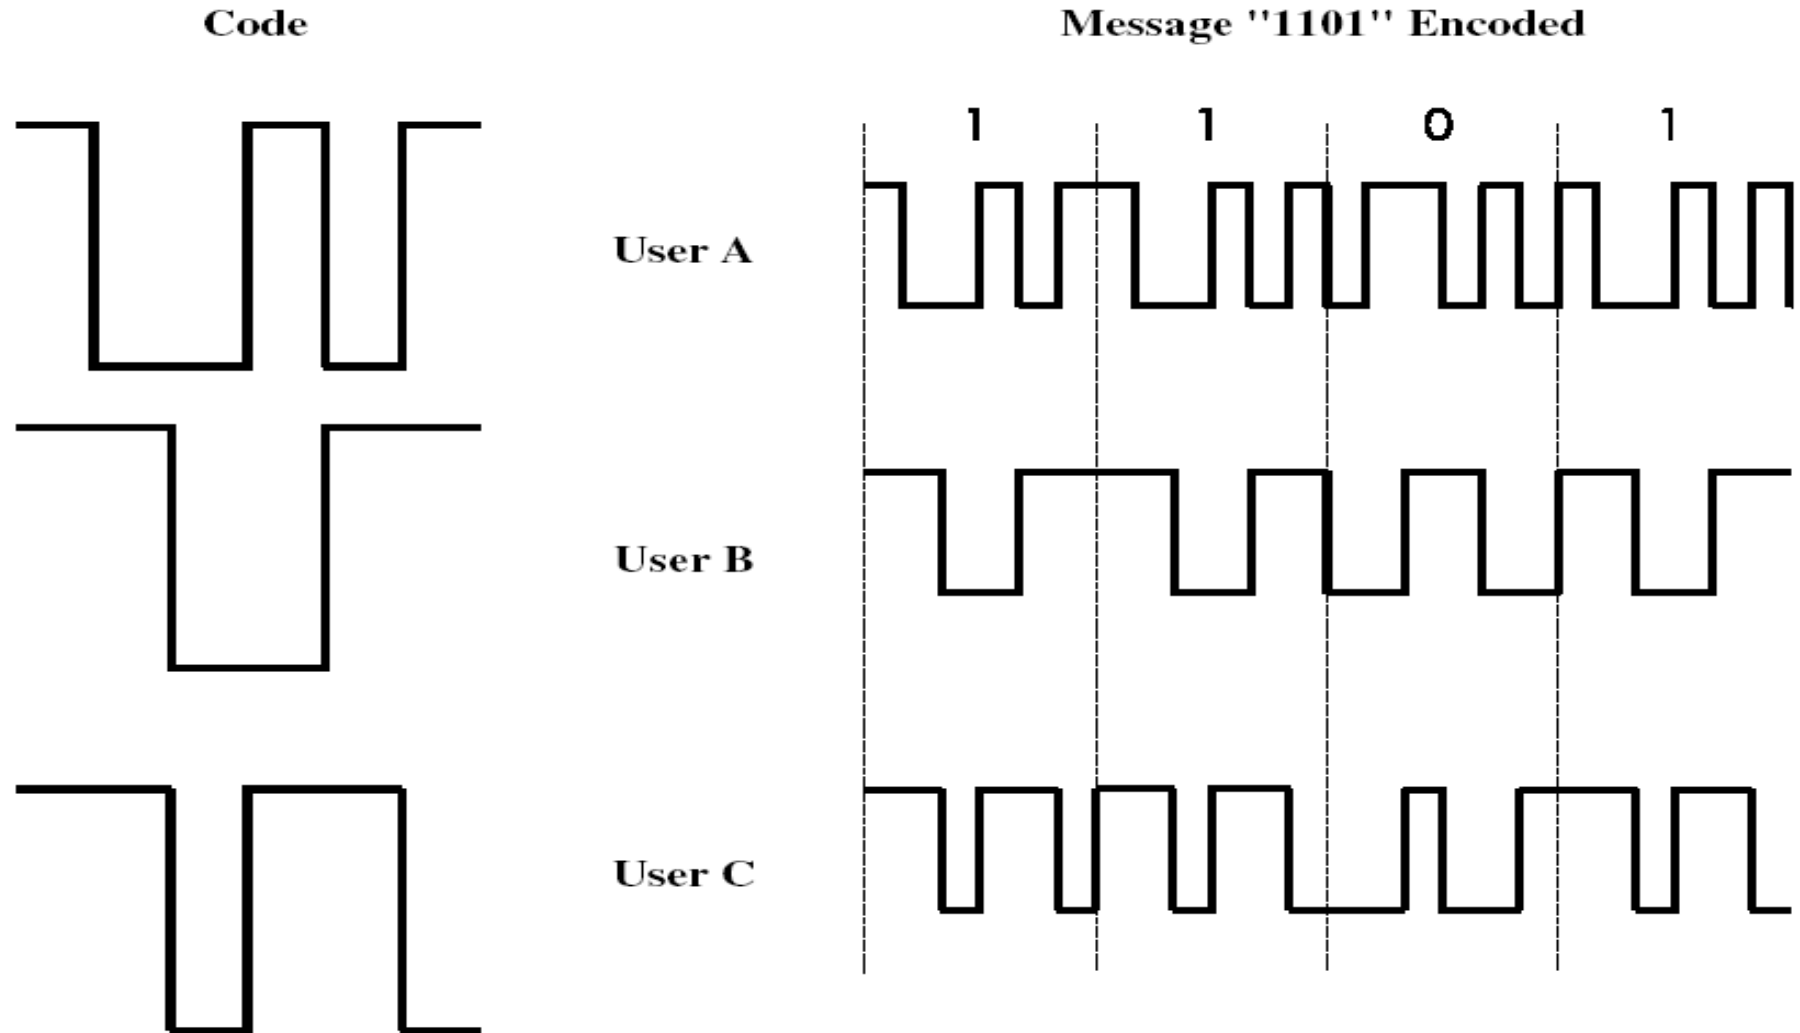 Code
Message "1101" Encoded
1 1 0 1
User A
User B
User C